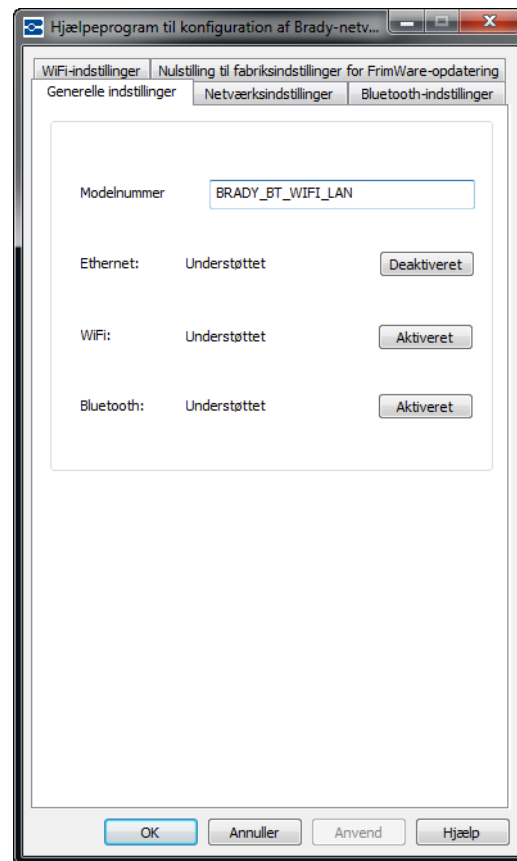 Hjælpeprogram til konfiguration af Brady-netv...
WiFi-indstillinger Nulstilling til fabriksindstillinger for FrimWare-opdatering
Generelle indstillinger Netværksindstillinger Bluetooth-indstillinger
Modelnummer BRADY_BT_WIFI_LAN
Ethernet: Understøttet Deaktiveret
WiFi: Understøttet Aktiveret
Bluetooth: Understøttet Aktiveret
OK Annuller Anvend Hjælp